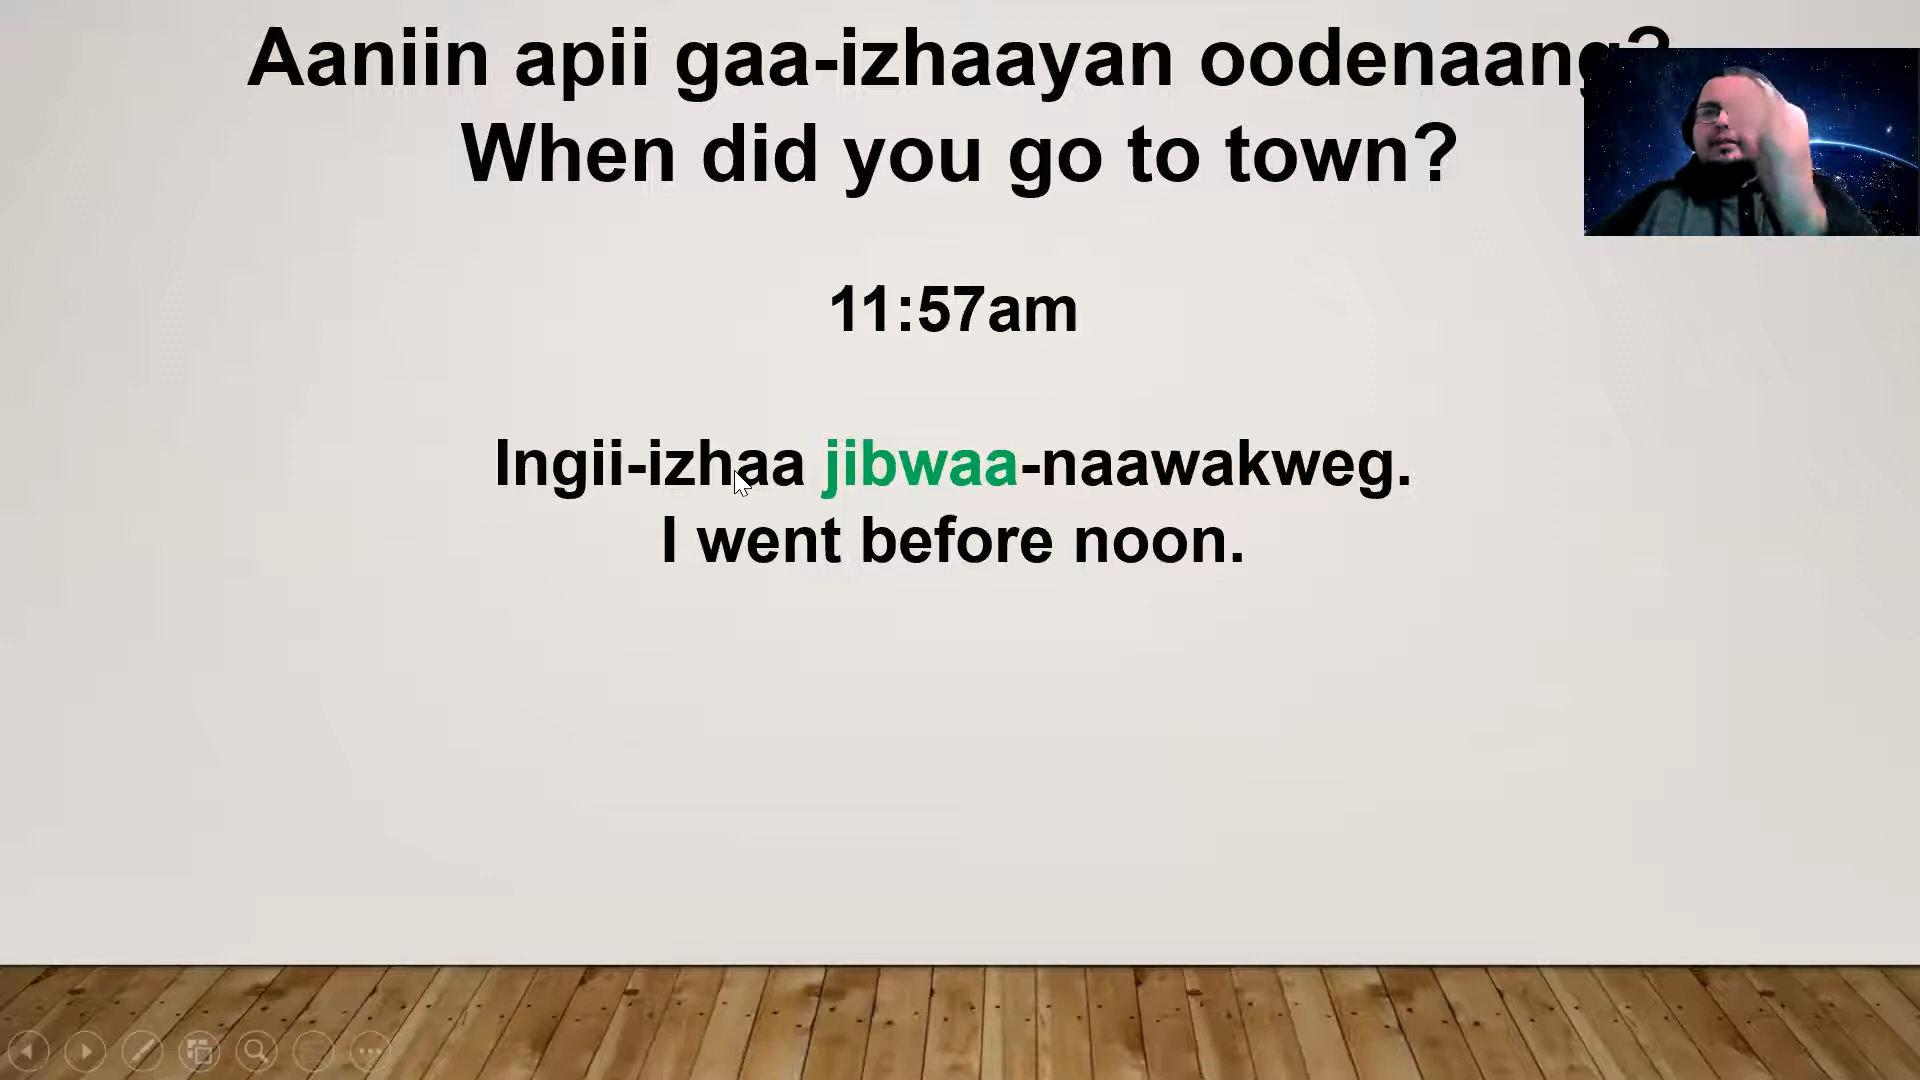 Aaniin apii gaa-izhaayan oodenaang?
When did you go to town?
11:57am
Ingii-izhaa jibwaa-naawakweg.
I went before noon.